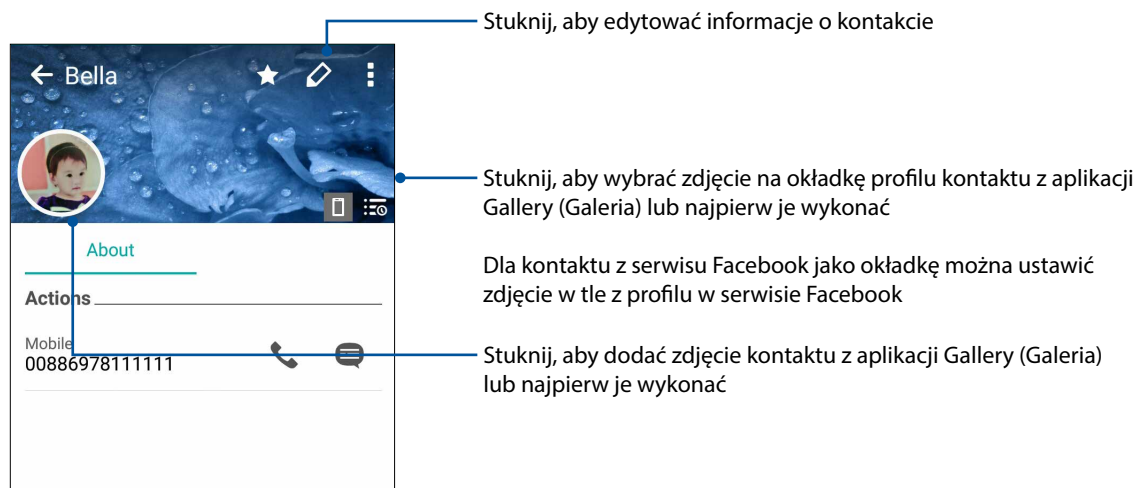 Stuknij, aby edytować informacje o kontakcie
Bella
Stuknij, aby wybrać zdjęcie na okładkę profilu kontaktu z aplikacji
Gallery (Galeria) lub najpierw je wykonać
About
Dla kontaktu z serwisu Facebook jako okładkę można ustawić
zdjęcie w tle z profilu w serwisie Facebook
Actions
Mobile
00886978111111
Stuknij, aby dodać zdjęcie kontaktu z aplikacji Gallery (Galeria)
lub najpierw je wykonać